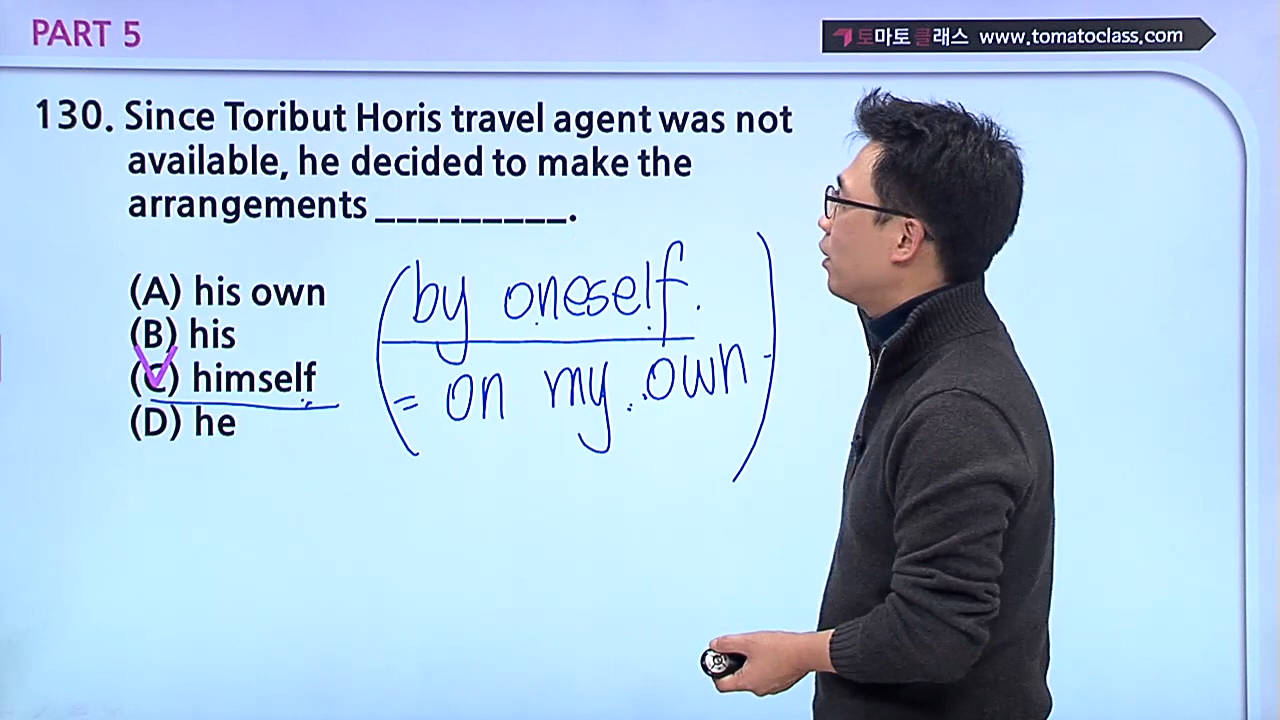 PART 5
토마토 클래스 www.tomatoclass.com
130. Since Toribut Horis travel agent was not
available, he decided to make the
arrangements _________.
(A) his own
(B) his
(C) himself
(D) he
(by oneself.
= on my own)